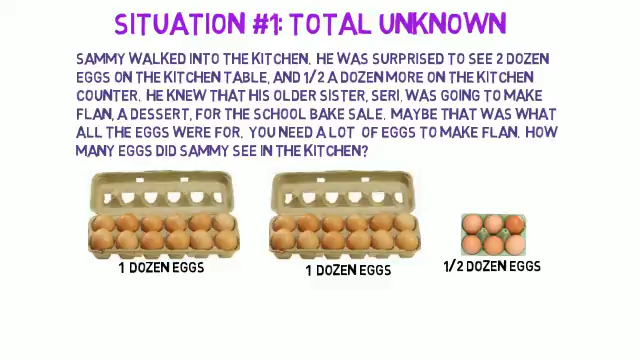 SITUATION #1: TOTAL UNKNOWN
SAMMY WALKED INTO THE KITCHEN. HE WAS SURPRISED TO SEE 2 DOZEN
EGGS ON THE KITCHEN TABLE, AND 1/2 A DOZEN MORE ON THE KITCHEN
COUNTER. HE KNEW THAT HIS OLDER SISTER, SERI, WAS GOING TO MAKE
FLAN, A DESSERT, FOR THE SCHOOL BAKE SALE. MAYBE THAT WAS WHAT
ALL THE EGGS WERE FOR. YOU NEED A LOT OF EGGS TO MAKE FLAN. HOW
MANY EGGS DID SAMMY SEE IN THE KITCHEN?
1 DOZEN EGGS
1 DOZEN EGGS
1/2 DOZEN EGGS